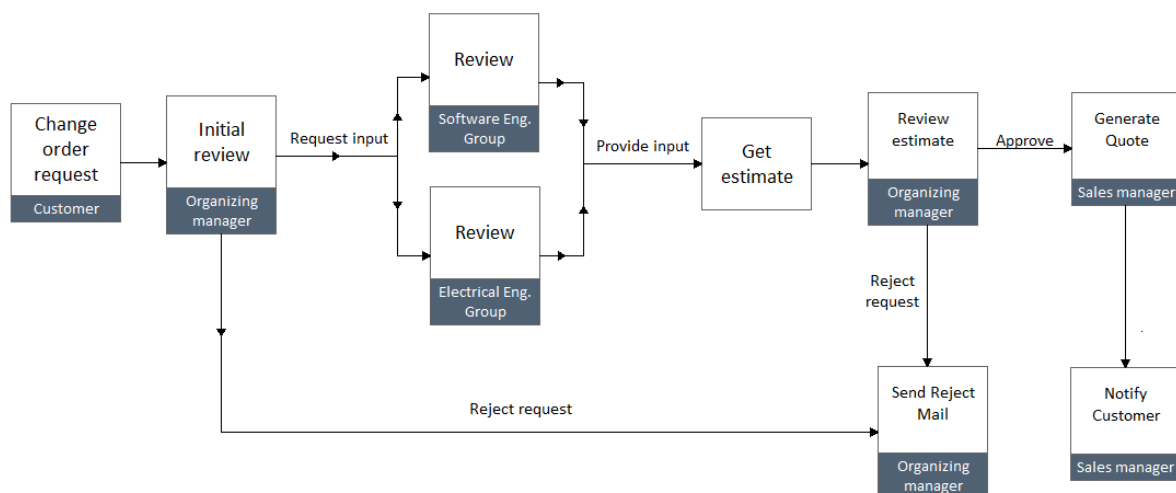 Change
order
request
Customer
Initial
review
Organizing
manager
Request input
Review
Software Eng.
Group
Review
Electrical Eng.
Group
Provide input
Get
estimate
Review
estimate
Organizing
manager
Approve
Generate
Quote
Sales manager
Reject
request
Reject request
Send Reject
Mail
Organizing
manager
Notify
Customer
Sales manager